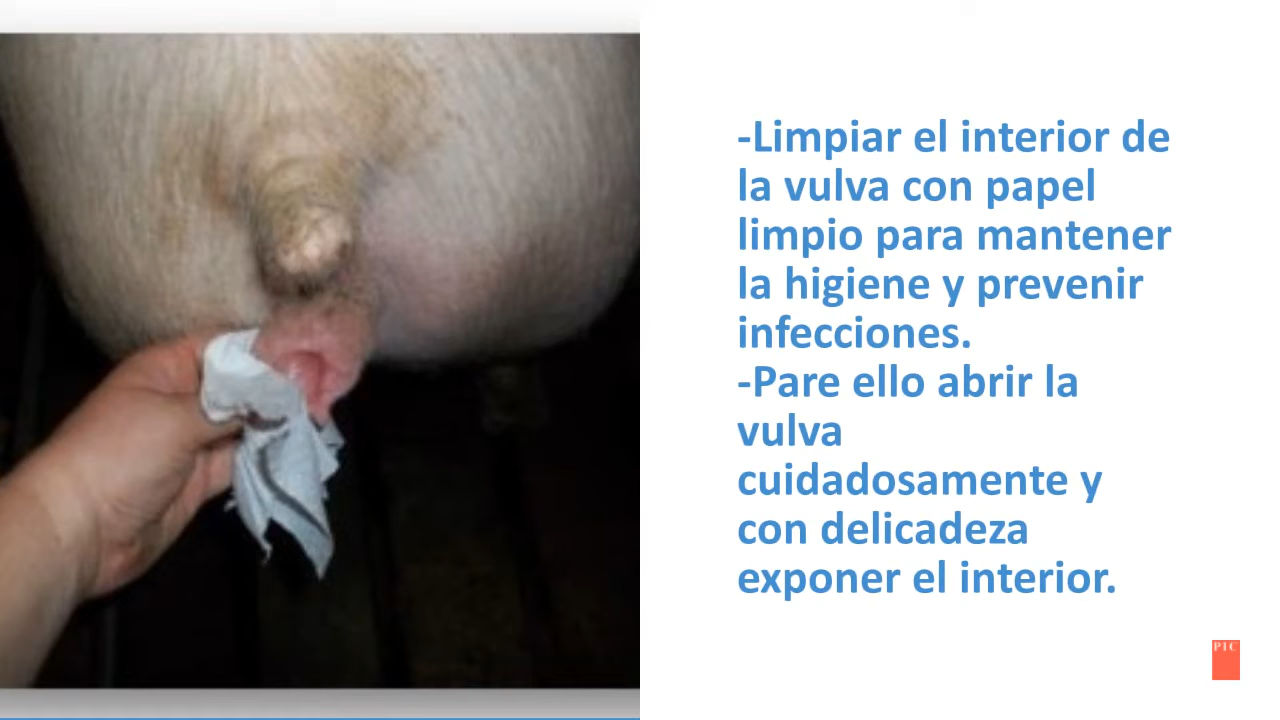 -Limpiar el interior de
la vulva con papel
limpio para mantener
la higiene y prevenir
infecciones.
-Pare ello abrir la
vulva
cuidadosamente y
con delicadeza
exponer el interior.
PIC